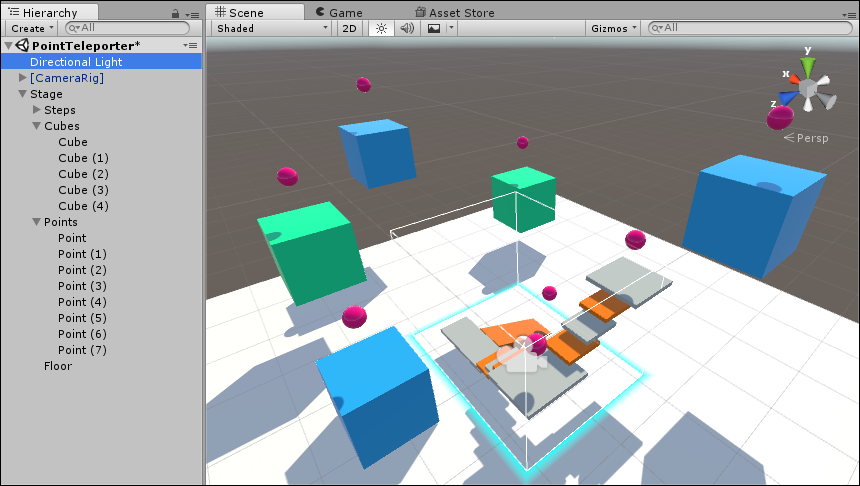 Hierarchy
Create
All
PointTeleporter*
Directional Light
[CameraRig]
Stage
Steps
Cubes
Cube
Cube (1)
Cube (2)
Cube (3)
Cube (4)
Points
Point
Point (1)
Point (2)
Point (3)
Point (4)
Point (5)
Point (6)
Point (7)
Floor
Scene
Game
Asset Store
Shaded
2D
Gizmos
All
y
x
z
Persp